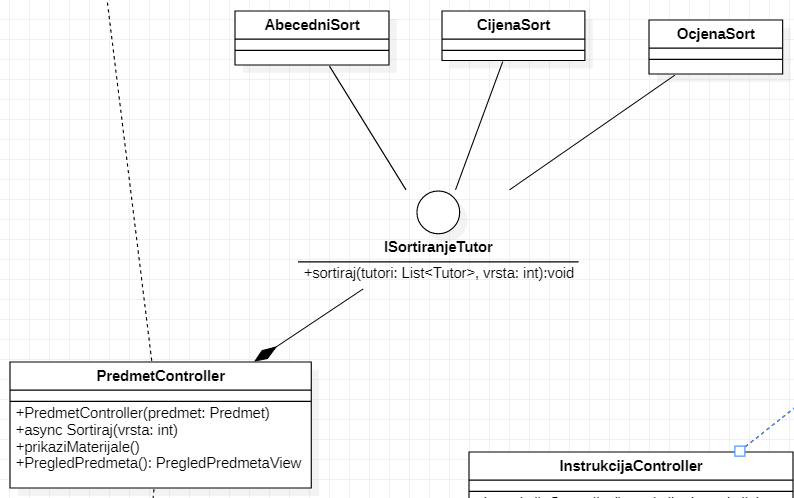 AbecedniSort
CijenaSort
OcjenaSort
ISortiranjeTutor
+sortiraj(tutori: List<Tutor>, vrsta: int):void
PredmetController
+PredmetController(predmet: Predmet)
+async Sortiraj(vrsta: int)
+prikaziMaterijale()
+PregledPredmeta(): PregledPredmetaView
InstrukcijaController